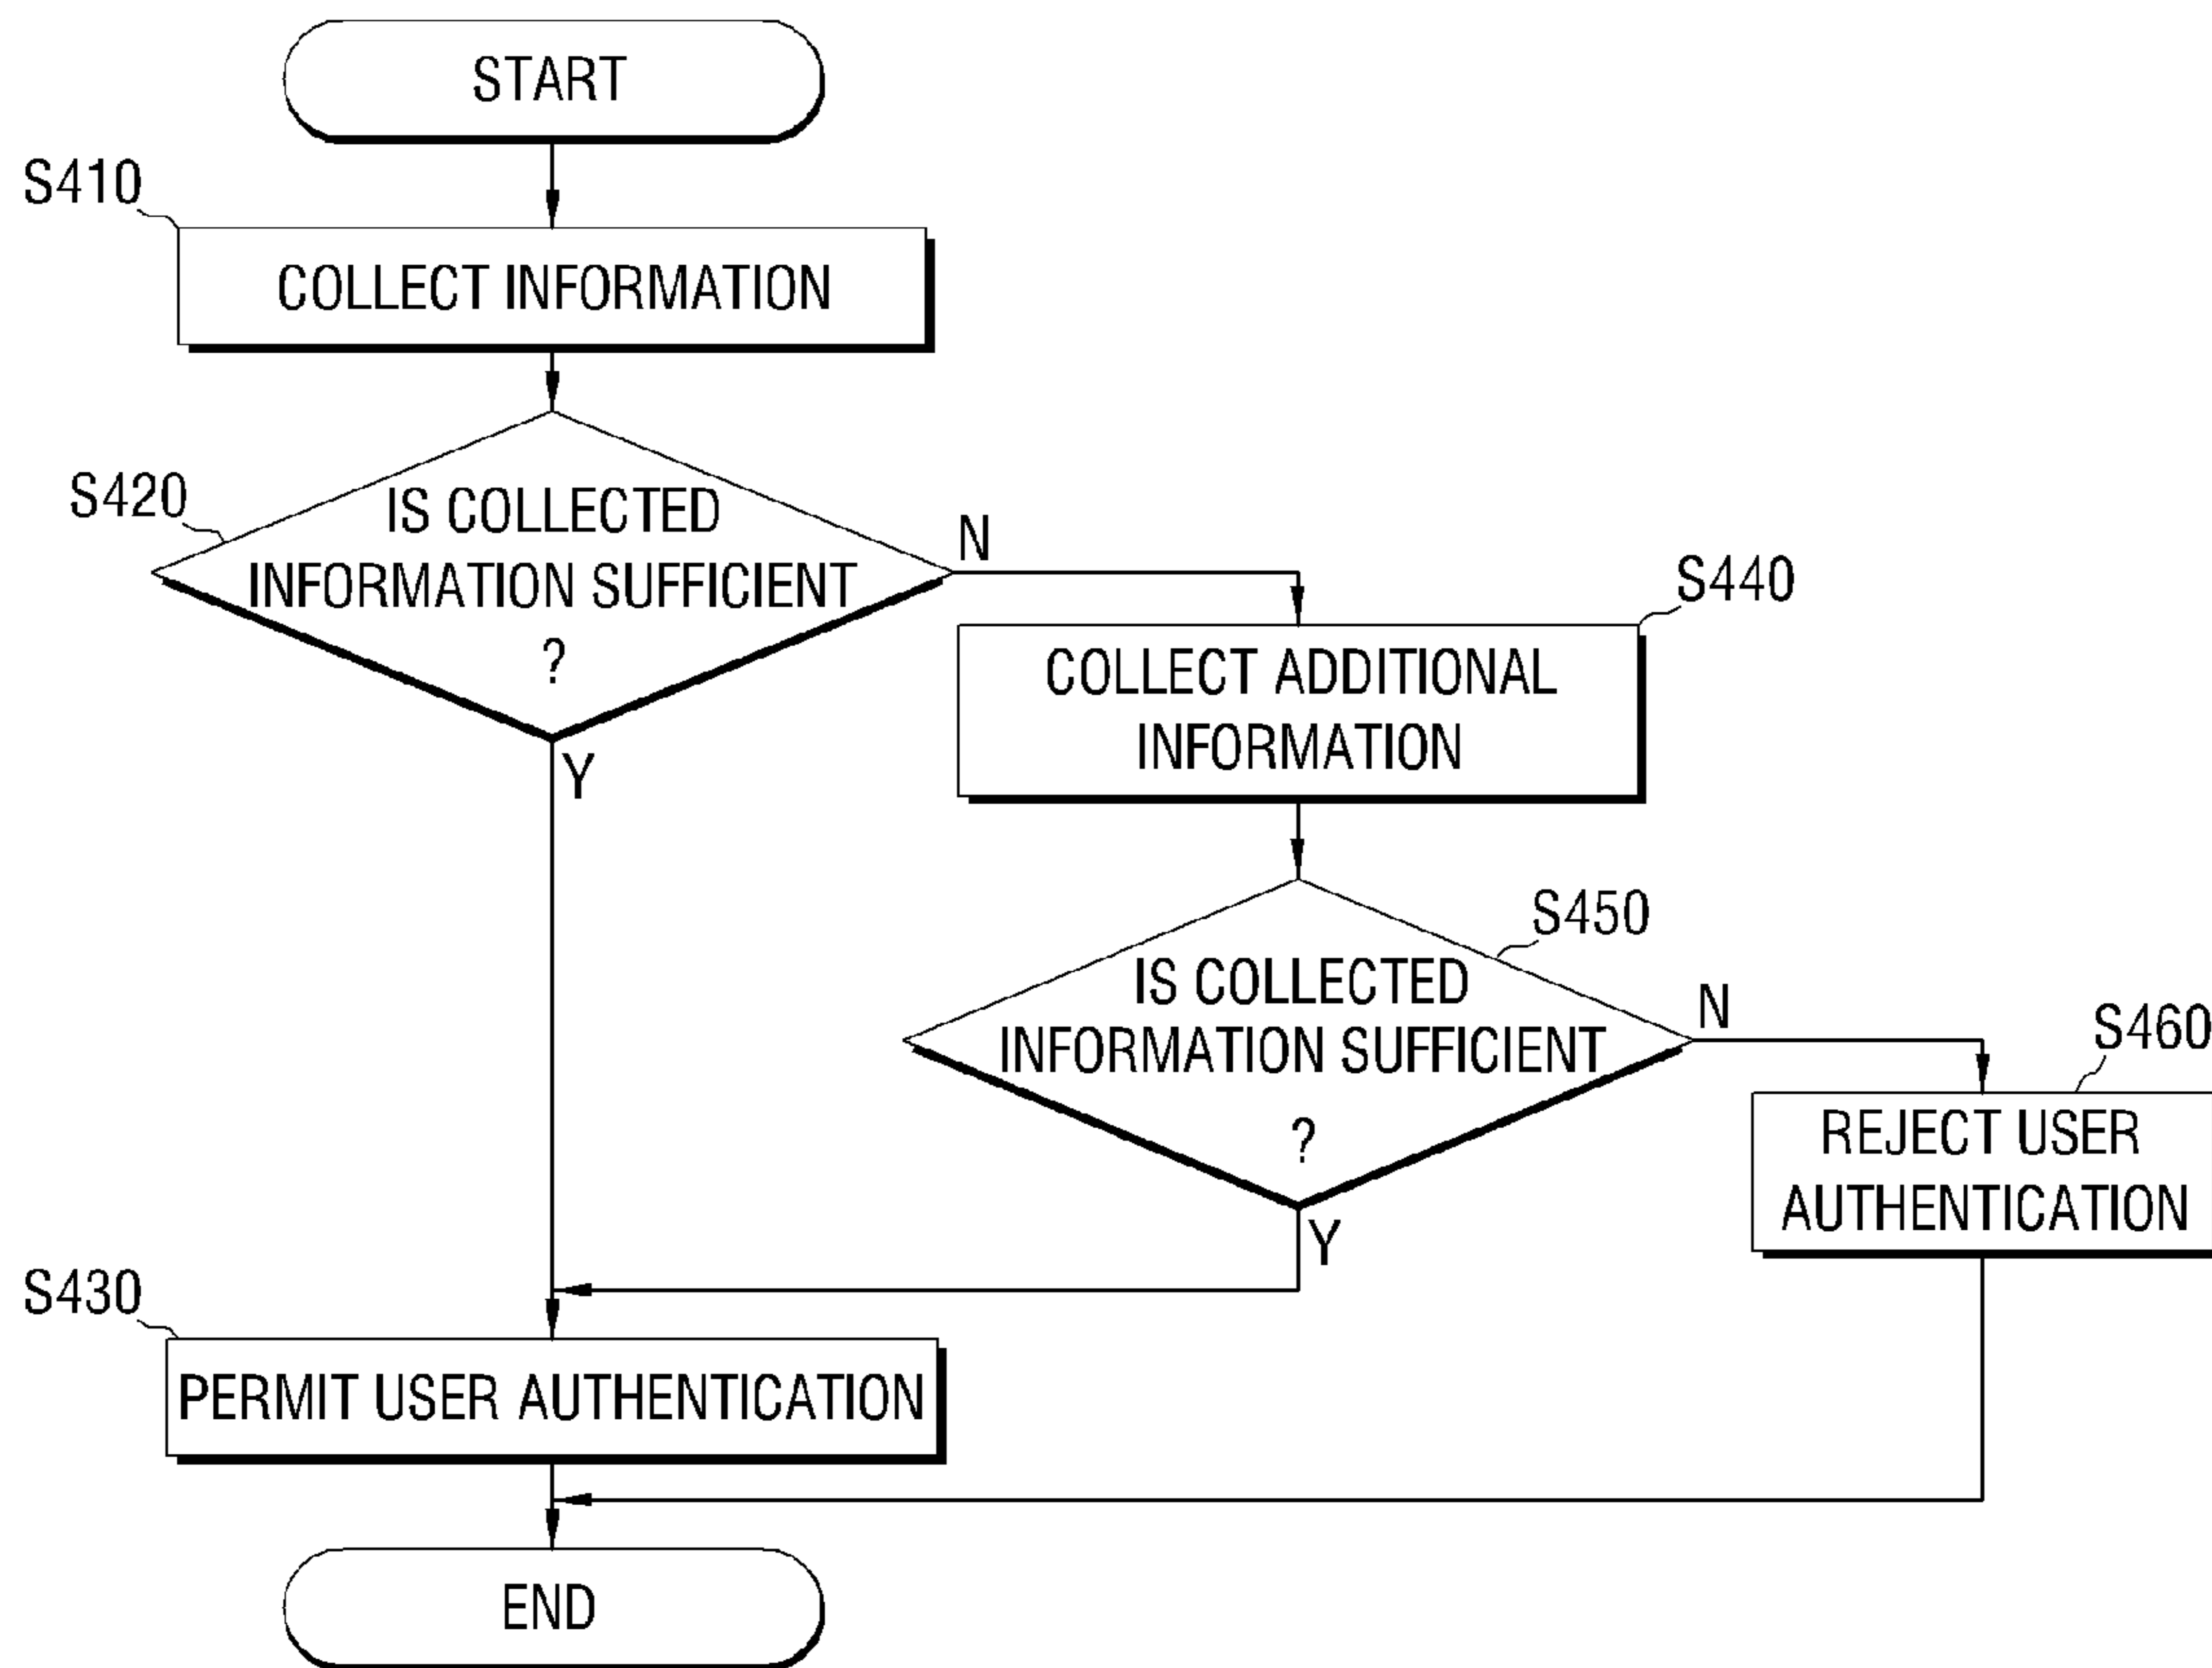 START
S410
COLLECT INFORMATION
S420
IS COLLECTED
INFORMATION SUFFICIENT
?
N
Y
S440
COLLECT ADDITIONAL
INFORMATION
S450
IS COLLECTED
INFORMATION SUFFICIENT
?
N
Y
S460
REJECT USER
AUTHENTICATION
S430
PERMIT USER AUTHENTICATION
END